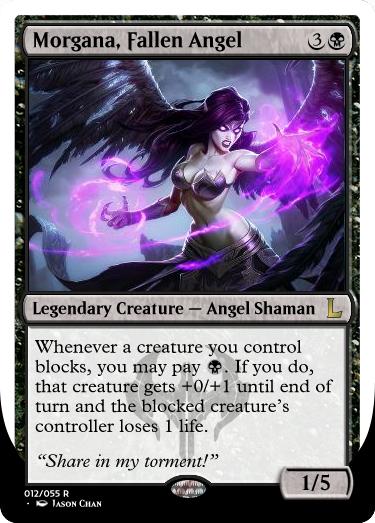 Morgana, Fallen Angel 3
Legendary Creature — Angel Shaman L
Whenever a creature you control
blocks, you may pay . If you do,
that creature gets +0/+1 until end of
turn and the blocked creature's
controller loses 1 life.
“Share in my torment!”
1/5
012/055 R
· Jason Chan